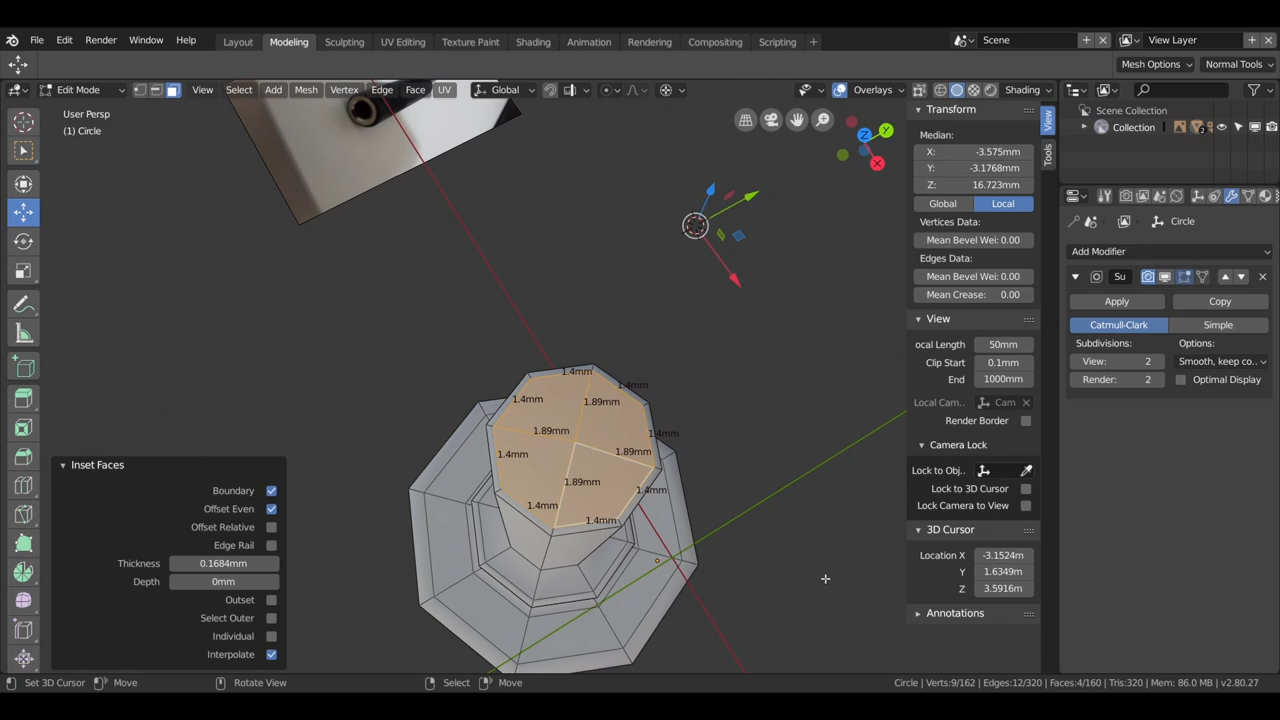 File Edit Render Window Help Layout Modeling Sculpting UV Editing Texture Paint Shading Animation Rendering Compositing Scripting + Scene View Layer
Mesh Options Normal Tools
Edit Mode View Select Add Mesh Vertex Edge Face UV Global Overlays Shading
User Persp
(1) Circle
Transform
Median:
X: -3.575mm
Y: -3.1768mm
Z: 16.723mm
Global Local
Vertices Data:
Mean Bevel Wei: 0.00
Edges Data:
Mean Bevel Wei: 0.00
Mean Crease: 0.00
View
ocal Length 50mm
Clip Start 0.1mm
End 1000mm
Local Cam.. Cam
Render Border
Camera Lock
Lock to Obj..
Lock to 3D Cursor
Lock Camera to View
3D Cursor
Location X -3.1524m
Y 1.6349m
Z 3.5916m
Annotations
View
Tools
Scene Collection
Collection 2
Circle
Add Modifier
Su
Apply Copy
Catmull-Clark Simple
Subdivisions: Options:
View: 2 Smooth, keep co..
Render: 2 Optimal Display
Z Y X
1.4mm
1.4mm
1.4mm
1.89mm
1.89mm
1.4mm
1.89mm
1.4mm
1.89mm
1.4mm
1.4mm
1.4mm
Inset Faces
Boundary
Offset Even
Offset Relative
Edge Rail
Thickness 0.1684mm
Depth 0mm
Outset
Select Outer
Individual
Interpolate
Set 3D Cursor Move Rotate View Select Move Circle | Verts:9/162 | Edges:12/320 | Faces:4/160 | Tris:320 | Mem: 86.0 MB | v2.80.27